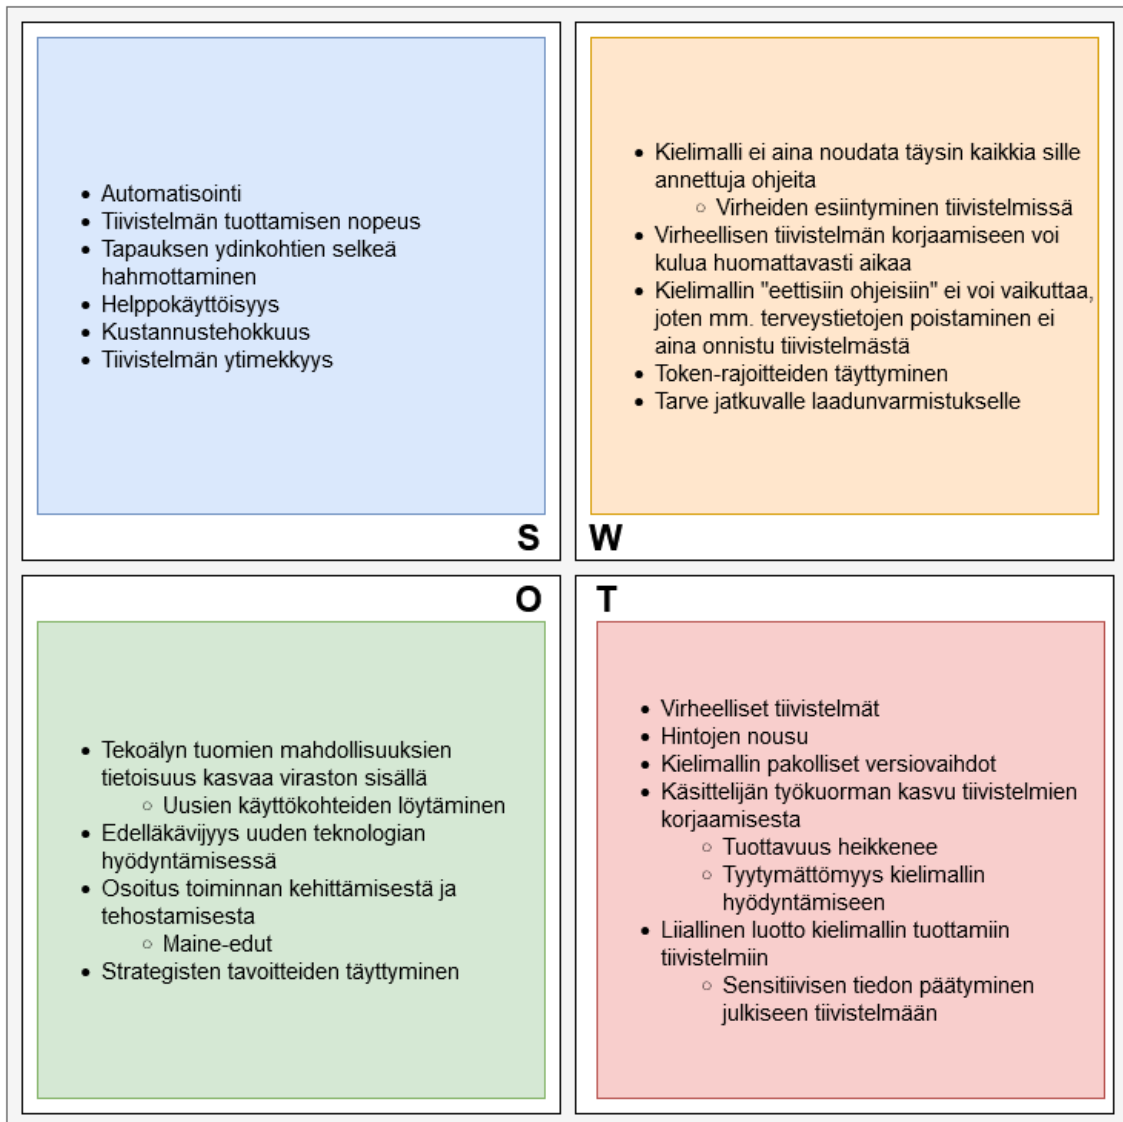 • Automatisointi
• Tiivistelmän tuottamisen nopeus
• Tapauksen ydinkohtien selkeä
hahmottaminen
• Helppokäyttöisyys
• Kustannustehokkuus
• Tiivistelmän ytimekkyys
S
• Kielimalli ei aina noudata täysin kaikkia sille
annettuja ohjeita
○ Virheiden esiintyminen tiivistelmissä
• Virheellisen tiivistelmän korjaamiseen voi
kulua huomattavasti aikaa
• Kielimallin "eettisiin ohjeisiin" ei voi vaikuttaa,
joten mm. terveystietojen poistaminen ei
aina onnistu tiivistelmästä
• Token-rajoitteiden täyttyminen
• Tarve jatkuvalle laadunvarmistukselle
W
O
• Tekoälyn tuomien mahdollisuuksien
tietoisuus kasvaa viraston sisällä
○ Uusien käyttökohteiden löytäminen
• Edelläkävijyys uuden teknologian
hyödyntämisessä
• Osoitus toiminnan kehittämisestä ja
tehostamisesta
○ Maine-edut
• Strategisten tavoitteiden täyttyminen
T
• Virheelliset tiivistelmät
• Hintojen nousu
• Kielimallin pakolliset versiovaihdot
• Käsittelijän työkuorman kasvu tiivistelmien
korjaamisesta
○ Tuottavuus heikkenee
○ Tyytymättömyys kielimallin
hyödyntämiseen
• Liiallinen luotto kielimallin tuottamiin
tiivistelmiin
○ Sensitiivisen tiedon päätyminen
julkiseen tiivistelmään